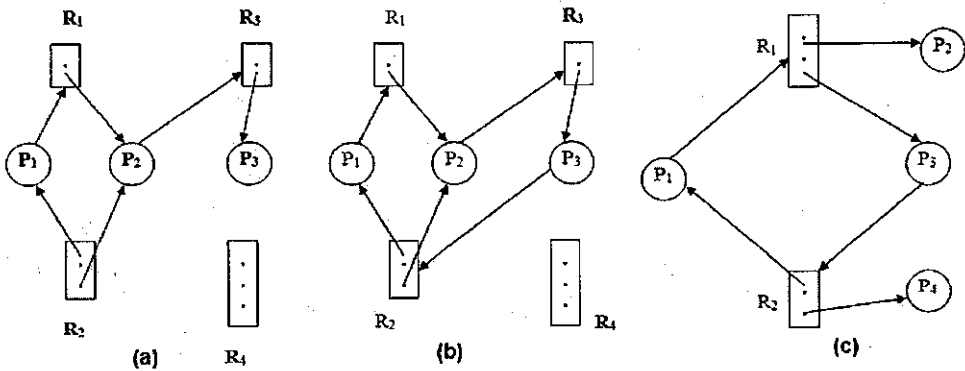 R₁ R₃
P₁ P₂ P₃
R₂
R₄
(a)
R₁ R₃
P₁ P₂ P₃
R₂ R₄
(b)
R₁ P₂
P₁ P₃
R₂ P₄
(c)